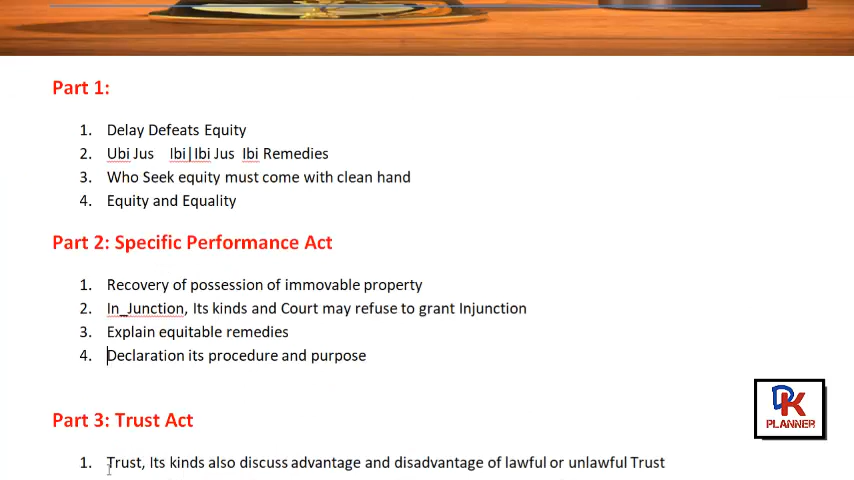 Part 1:
1. Delay Defeats Equity
2. Ubi Jus Ibi|Ibi Jus Ibi Remedies
3. Who Seek equity must come with clean hand
4. Equity and Equality
Part 2: Specific Performance Act
1. Recovery of possession of immovable property
2. In_Junction, Its kinds and Court may refuse to grant Injunction
3. Explain equitable remedies
4. Declaration its procedure and purpose
DK
PLANNER
Part 3: Trust Act
1. Trust, Its kinds also discuss advantage and disadvantage of lawful or unlawful Trust